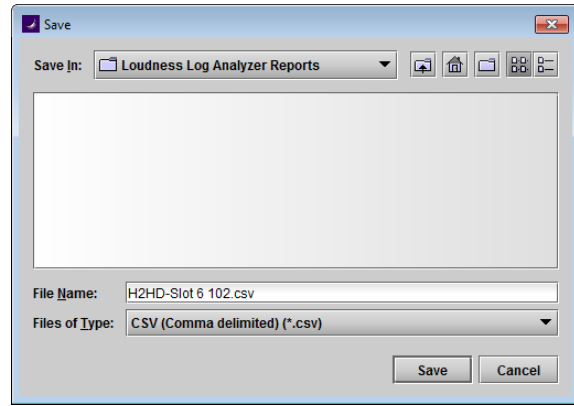 Save
Save In: Loudness Log Analyzer Reports
File Name: H2HD-Slot 6 102.csv
Files of Type: CSV (Comma delimited) (*.csv)
Save Cancel